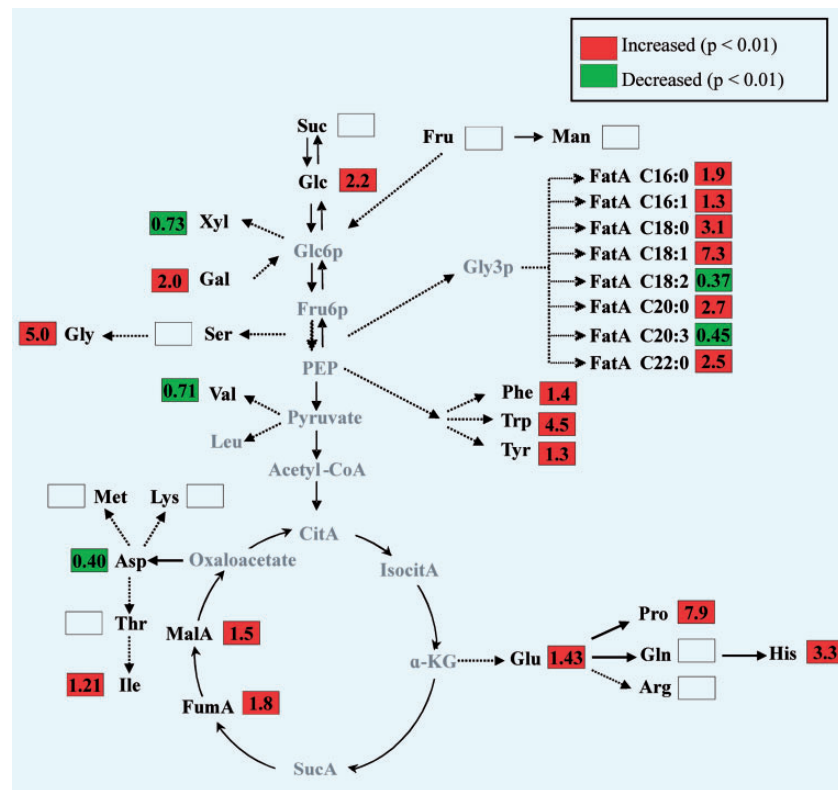 Increased (p < 0.01)
Decreased (p < 0.01)
Suc
Fru
Man
Glc 2.2
FatA C16:0 1.9
FatA C16:1 1.3
FatA C18:0 3.1
FatA C18:1 7.3
FatA C18:2 0.37
FatA C20:0 2.7
FatA C20:3 0.45
FatA C22:0 2.5
0.73 Xyl
Glc6p
2.0 Gal
Gly3p
Fru6p
5.0 Gly
Ser
PEP
0.71 Val
Phe 1.4
Trp 4.5
Tyr 1.3
Pyruvate
Leu
Acetyl-CoA
Met
Lys
CitA
0.40 Asp
Oxaloacetate
IsocitA
Thr
MalA 1.5
Pro 7.9
α-KG
Glu 1.43
Gln
His 3.3
1.21 Ile
Arg
FumA 1.8
SucA